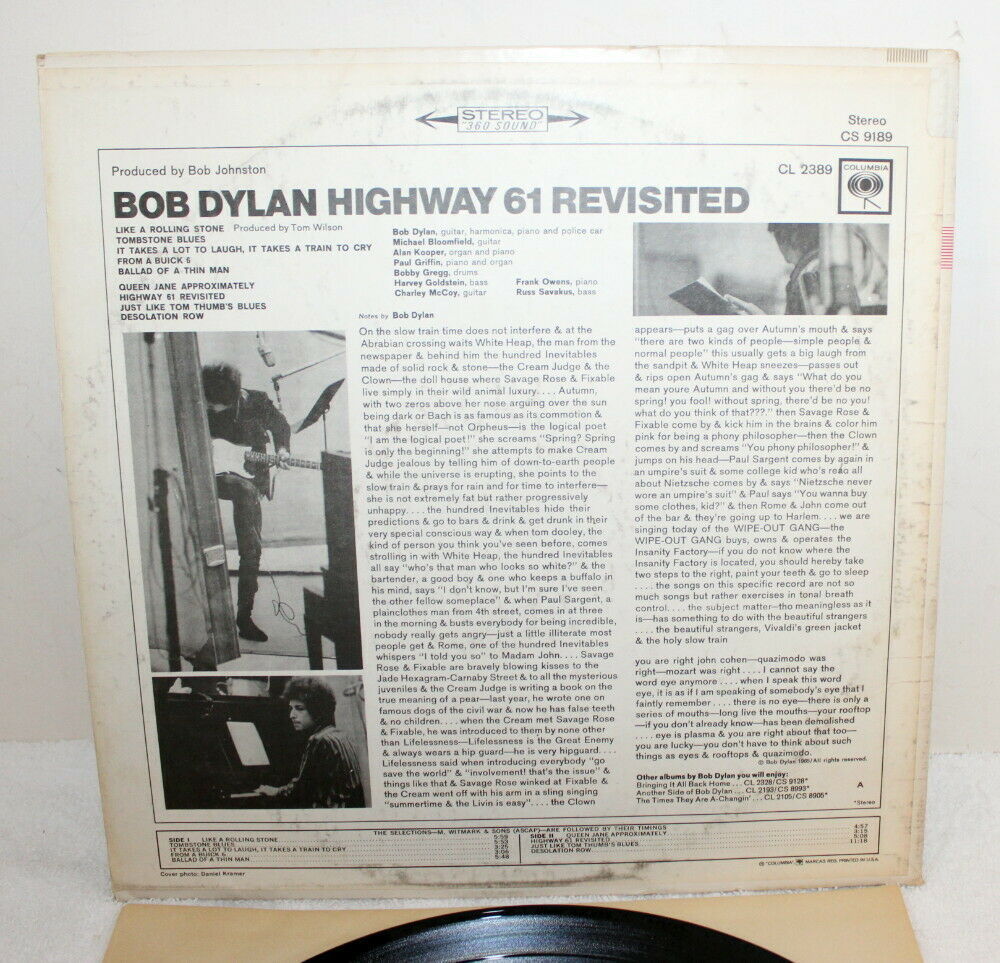 STEREO
"360 SOUND"
Stereo
CS 9189
Produced by Bob Johnston
CL 2389
COLUMBIA
BOB DYLAN HIGHWAY 61 REVISITED
LIKE A ROLLING STONE Produced by Tom Wilson
TOMBSTONE BLUES
IT TAKES A LOT TO LAUGH, IT TAKES A TRAIN TO CRY
FROM A BUICK 6
BALLAD OF A THIN MAN
QUEEN JANE APPROXIMATELY
HIGHWAY 61 REVISITED
JUST LIKE TOM THUMB'S BLUES
DESOLATION ROW
Bob Dylan, guitar, harmonica, piano and police car
Michael Bloomfield, guitar
Alan Kooper, organ and piano
Paul Griffin, piano and organ
Bobby Gregg, drums
Harvey Goldstein, bass
Charley McCoy, guitar
Frank Owens, piano
Russ Savakus, bass
Notes by Bob Dylan
On the slow train time does not interfere & at the
Abrabian crossing waits White Heap, the man from the
newspaper & behind him the hundred Inevitables
made of solid rock & stone—the Cream Judge & the
Clown—the doll house where Savage Rose & Fixable
live simply in their wild animal luxury.... Autumn,
with two zeros above her nose arguing over the sun
being dark or Bach is as famous as its commotion &
that she herself—not Orpheus—is the logical poet
"I am the logical poet!" she screams "Spring? Spring
is only the beginning!" she attempts to make Cream
Judge jealous by telling him of down-to-earth people
& while the universe is erupting, she points to the
slow train & prays for rain and for time to interfere—
she is not extremely fat but rather progressively
unhappy.... the hundred Inevitables hide their
predictions & go to bars & drink & get drunk in their
very special conscious way & when tom dooley, the
kind of person you think you've seen before, comes
strolling in with White Heap, the hundred Inevitables
all say "who's that man who looks so white?" & the
bartender, a good boy & one who keeps a buffalo in
his mind, says "I don't know, but I'm sure I've seen
the other fellow someplace" & when Paul Sargent, a
plainclothes man from 4th street, comes in at three
in the morning & busts everybody for being incredible,
nobody really gets angry—just a little illiterate most
people get & Rome, one of the hundred Inevitables
whispers "I told you so" to Madam John.... Savage
Rose & Fixable are bravely blowing kisses to the
Jade Hexagram-Carnaby Street & to all the mysterious
juveniles & the Cream Judge is writing a book on the
true meaning of a pear—last year, he wrote one on
famous dogs of the civil war & now he has false teeth
& no children.... when the Cream met Savage Rose
& Fixable, he was introduced to them by none other
than Lifelessness—Lifelessness is the Great Enemy
& always wears a hip guard—he is very hipguard....
Lifelessness said when introducing everybody "go
save the world" & "involvement! that's the issue" &
things like that & Savage Rose winked at Fixable &
the Cream went off with his arm in a sling singing
"summertime & the Livin is easy".... the Clown
appears—puts a gag over Autumn's mouth & says
"there are two kinds of people—simple people &
normal people" this usually gets a big laugh from
the sandpit & White Heap sneezes—passes out
& rips open Autumn's gag & says "What do you
mean youre Autumn and without you there'd be no
spring! you fool! without spring, there'd be no you!
what do you think of that???." then Savage Rose &
Fixable come by & kick him in the brains & color him
pink for being a phony philosopher—then the Clown
comes by and screams "You phony philosopher!" &
jumps on his head—Paul Sargent comes by again in
an umpire's suit & some college kid who's read all
about Nietzsche comes by & says "Nietzsche never
wore an umpire's suit" & Paul says "You wanna buy
some clothes, kid?" & then Rome & John come out
of the bar & they're going up to Harlem.... we are
singing today of the WIPE-OUT GANG—the
WIPE-OUT GANG buys, owns & operates the
Insanity Factory—if you do not know where the
Insanity Factory is located, you should hereby take
two steps to the right, paint your teeth & go to sleep
.... the songs on this specific record are not so
much songs but rather exercises in tonal breath
control.... the subject matter—tho meaningless as it
is—has something to do with the beautiful strangers
.... the beautiful strangers, Vivaldi's green jacket
& the holy slow train
you are right john cohen—quazimodo was
right—mozart was right.... I cannot say the
word eye anymore.... when I speak this word
eye, it is as if I am speaking of somebody's eye that I
faintly remember.... there is no eye—there is only a
series of mouths—long live the mouths—your rooftop
—if you don't already know—has been demolished
.... eye is plasma & you are right about that too—
you are lucky—you don't have to think about such
things as eyes & rooftops & quazimodo.
© Bob Dylan 1965/All rights reserved.
Other albums by Bob Dylan you will enjoy:
Bringing It All Back Home... CL 2328/CS 9128*
Another Side of Bob Dylan... CL 2193/CS 8993*
The Times They Are A-Changin'... CL 2105/CS 8905*
A
*Stereo
THE SELECTIONS—M. WITMARK & SONS (ASCAP)—ARE FOLLOWED BY THEIR TIMINGS
SIDE I LIKE A ROLLING STONE 5:59
TOMBSTONE BLUES 5:53
IT TAKES A LOT TO LAUGH, IT TAKES A TRAIN TO CRY 3:25
FROM A BUICK 6 3:06
BALLAD OF A THIN MAN 5:48
SIDE II QUEEN JANE APPROXIMATELY 4:57
HIGHWAY 61 REVISITED 3:15
JUST LIKE TOM THUMB'S BLUES 5:08
DESOLATION ROW 11:18
Cover photo: Daniel Kramer
® "COLUMBIA" MARCAS REG. PRINTED IN U.S.A.